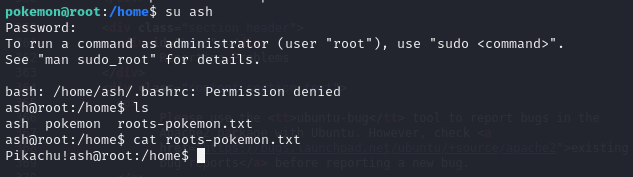 pokemon@root:/home$ su ash
Password:
To run a command as administrator (user "root"), use "sudo <command>".
See "man sudo_root" for details.
bash: /home/ash/.bashrc: Permission denied
ash@root:/home$ ls
ash  pokemon  roots-pokemon.txt
ash@root:/home$ cat roots-pokemon.txt
Pikachu!ash@root:/home$